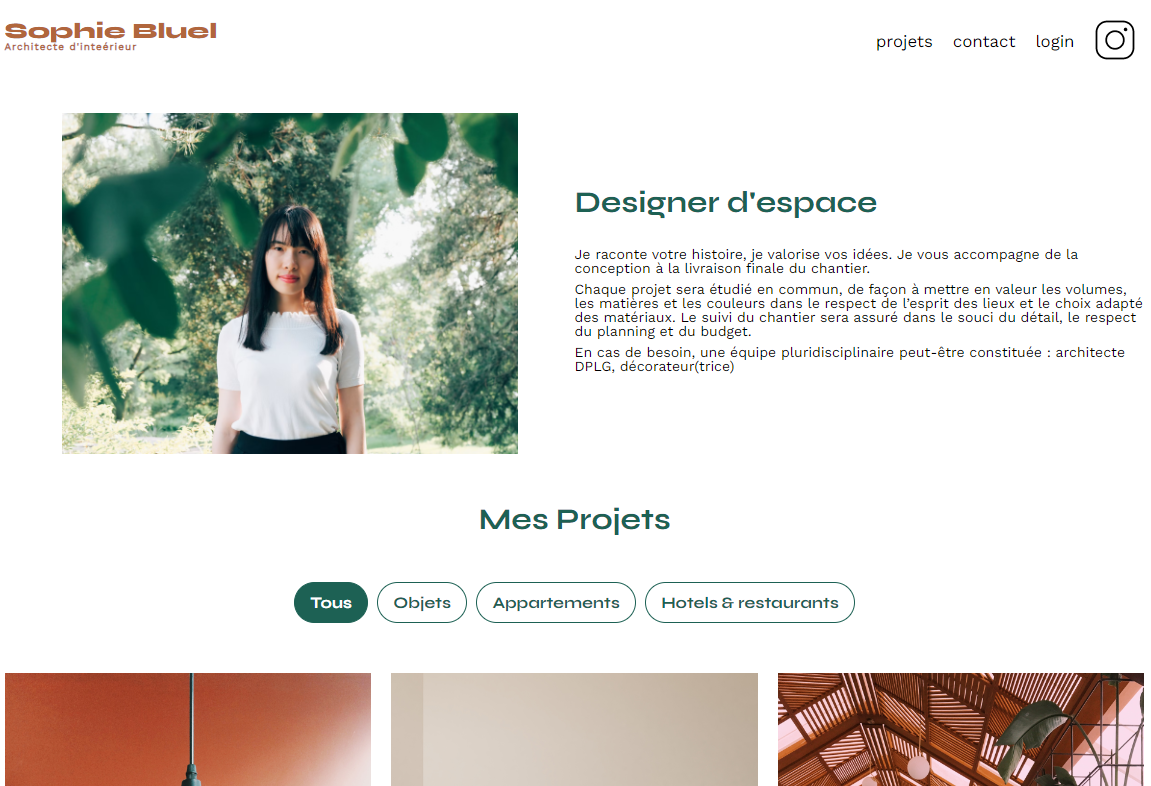 Sophie Bluel
Architecte d'inteérieur
projets contact login
Designer d'espace
Je raconte votre histoire, je valorise vos idées. Je vous accompagne de la
conception à la livraison finale du chantier.
Chaque projet sera étudié en commun, de façon à mettre en valeur les volumes,
les matières et les couleurs dans le respect de l’esprit des lieux et le choix adapté
des matériaux. Le suivi du chantier sera assuré dans le souci du détail, le respect
du planning et du budget.
En cas de besoin, une équipe pluridisciplinaire peut-être constituée : architecte
DPLG, décorateur(trice)
Mes Projets
Tous Objets Appartements Hotels & restaurants